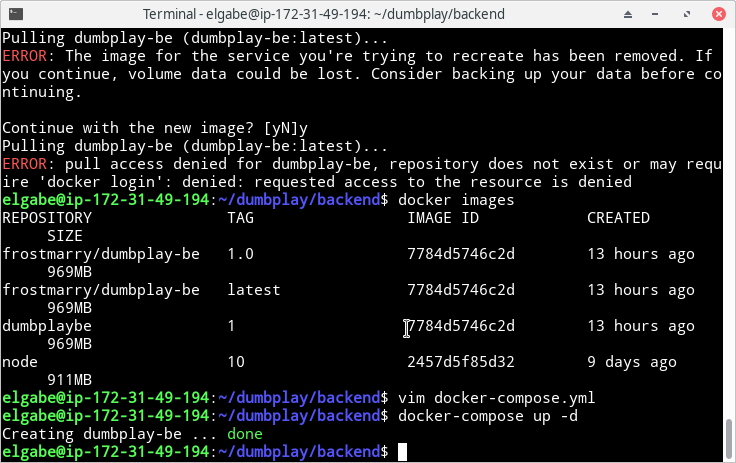 Terminal - elgabe@ip-172-31-49-194: ~/dumbplay/backend
Pulling dumbplay-be (dumbplay-be:latest)...
ERROR: The image for the service you're trying to recreate has been removed. If
you continue, volume data could be lost. Consider backing up your data before co
ntinuing.
Continue with the new image? [yN]y
Pulling dumbplay-be (dumbplay-be:latest)...
ERROR: pull access denied for dumbplay-be, repository does not exist or may requ
ire 'docker login': denied: requested access to the resource is denied
elgabe@ip-172-31-49-194:~/dumbplay/backend$ docker images
REPOSITORY TAG IMAGE ID CREATED
SIZE
frostmarry/dumbplay-be 1.0 7784d5746c2d 13 hours ago
969MB
frostmarry/dumbplay-be latest 7784d5746c2d 13 hours ago
969MB
dumbplaybe 1 7784d5746c2d 13 hours ago
969MB
node 10 2457d5f85d32 9 days ago
911MB
elgabe@ip-172-31-49-194:~/dumbplay/backend$ vim docker-compose.yml
elgabe@ip-172-31-49-194:~/dumbplay/backend$ docker-compose up -d
Creating dumbplay-be ... done
elgabe@ip-172-31-49-194:~/dumbplay/backend$